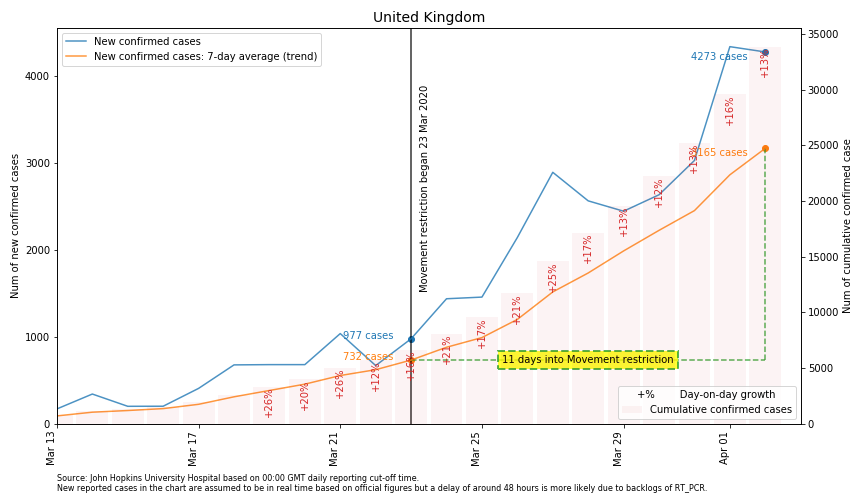 United Kingdom
New confirmed cases
New confirmed cases: 7-day average (trend)
Num of new confirmed cases
4000
3000
2000
1000
0
Num of cumulative confirmed case
35000
30000
25000
20000
15000
10000
5000
0
Movement restriction began 23 Mar 2020
4273 cases
977 cases
732 cases
11 days into Movement restriction
+26%
+20%
+26%
+12%
+16%
+21%
+17%
+21%
+25%
+17%
+13%
+12%
+13%
+16%
+13%
+% Day-on-day growth
Cumulative confirmed cases
Mar 13
Mar 17
Mar 21
Mar 25
Mar 29
Apr 01
Source: John Hopkins University Hospital based on 00:00 GMT daily reporting cut-off time.
New reported cases in the chart are assumed to be in real time based on official figures but a delay of around 48 hours is more likely due to backlogs of RT_PCR.